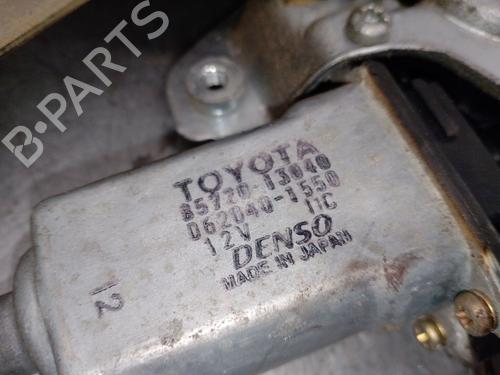 B-PARTS
TOYOTA
85720-13040
062040-1550
12V 11C
DENSO
MADE IN JAPAN
12